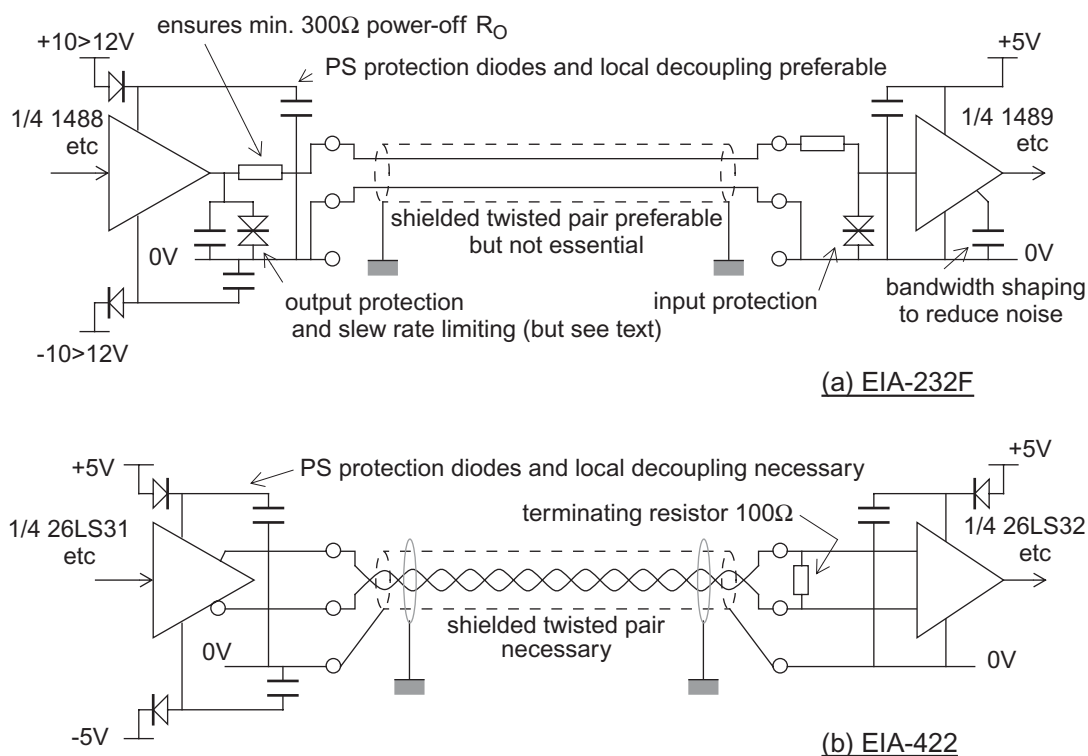 ensures min. 300Ω power-off RO
+10>12V
PS protection diodes and local decoupling preferable
+5V
1/4 1488
etc
1/4 1489
etc
shielded twisted pair preferable
but not essential
0V
0V
output protection
and slew rate limiting (but see text)
input protection
bandwidth shaping
to reduce noise
-10>12V
(a) EIA-232F
+5V
PS protection diodes and local decoupling necessary
+5V
1/4 26LS31
etc
terminating resistor 100Ω
1/4 26LS32
etc
shielded twisted pair
necessary
0V
0V
-5V
(b) EIA-422